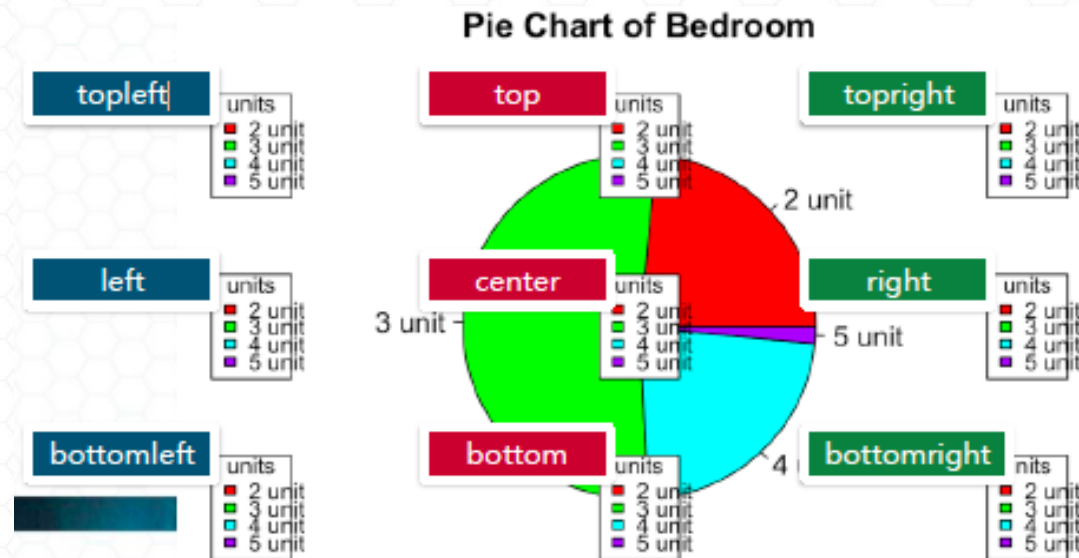 Pie Chart of Bedroom
topleft
units
2 unit
3 unit
4 unit
5 unit
top
units
2 unit
3 unit
4 unit
5 unit
topright
units
2 unit
3 unit
4 unit
5 unit
2 unit
left
units
2 unit
3 unit
4 unit
5 unit
center
units
2 unit
3 unit
4 unit
5 unit
right
units
2 unit
3 unit
4 unit
5 unit
3 unit
5 unit
bottomleft
units
2 unit
3 unit
4 unit
5 unit
bottom
units
2 unit
3 unit
4 unit
5 unit
4
bottomright
nits
2 unit
3 unit
4 unit
5 unit